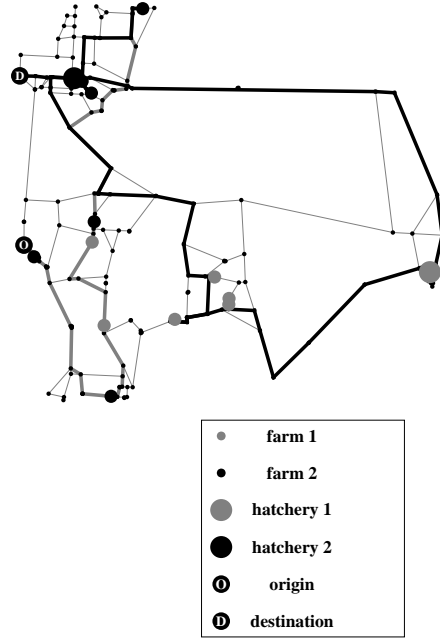 D
O
farm 1
farm 2
hatchery 1
hatchery 2
O origin
D destination